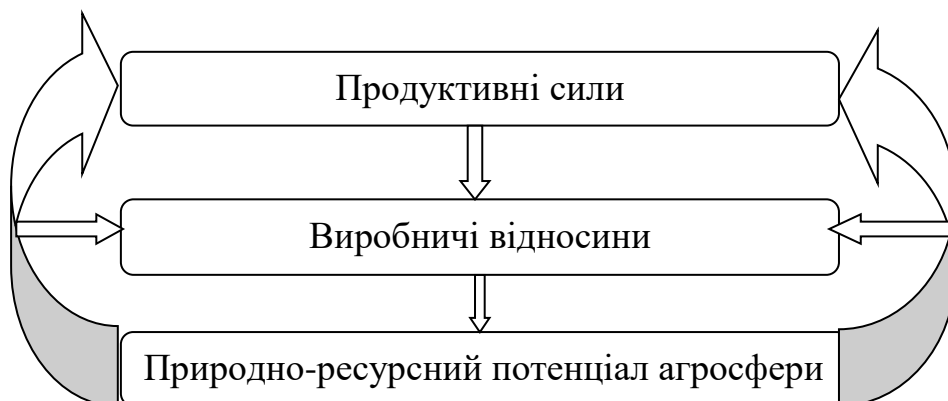 Продуктивні сили
Виробничі відносини
Природно-ресурсний потенціал агросфери